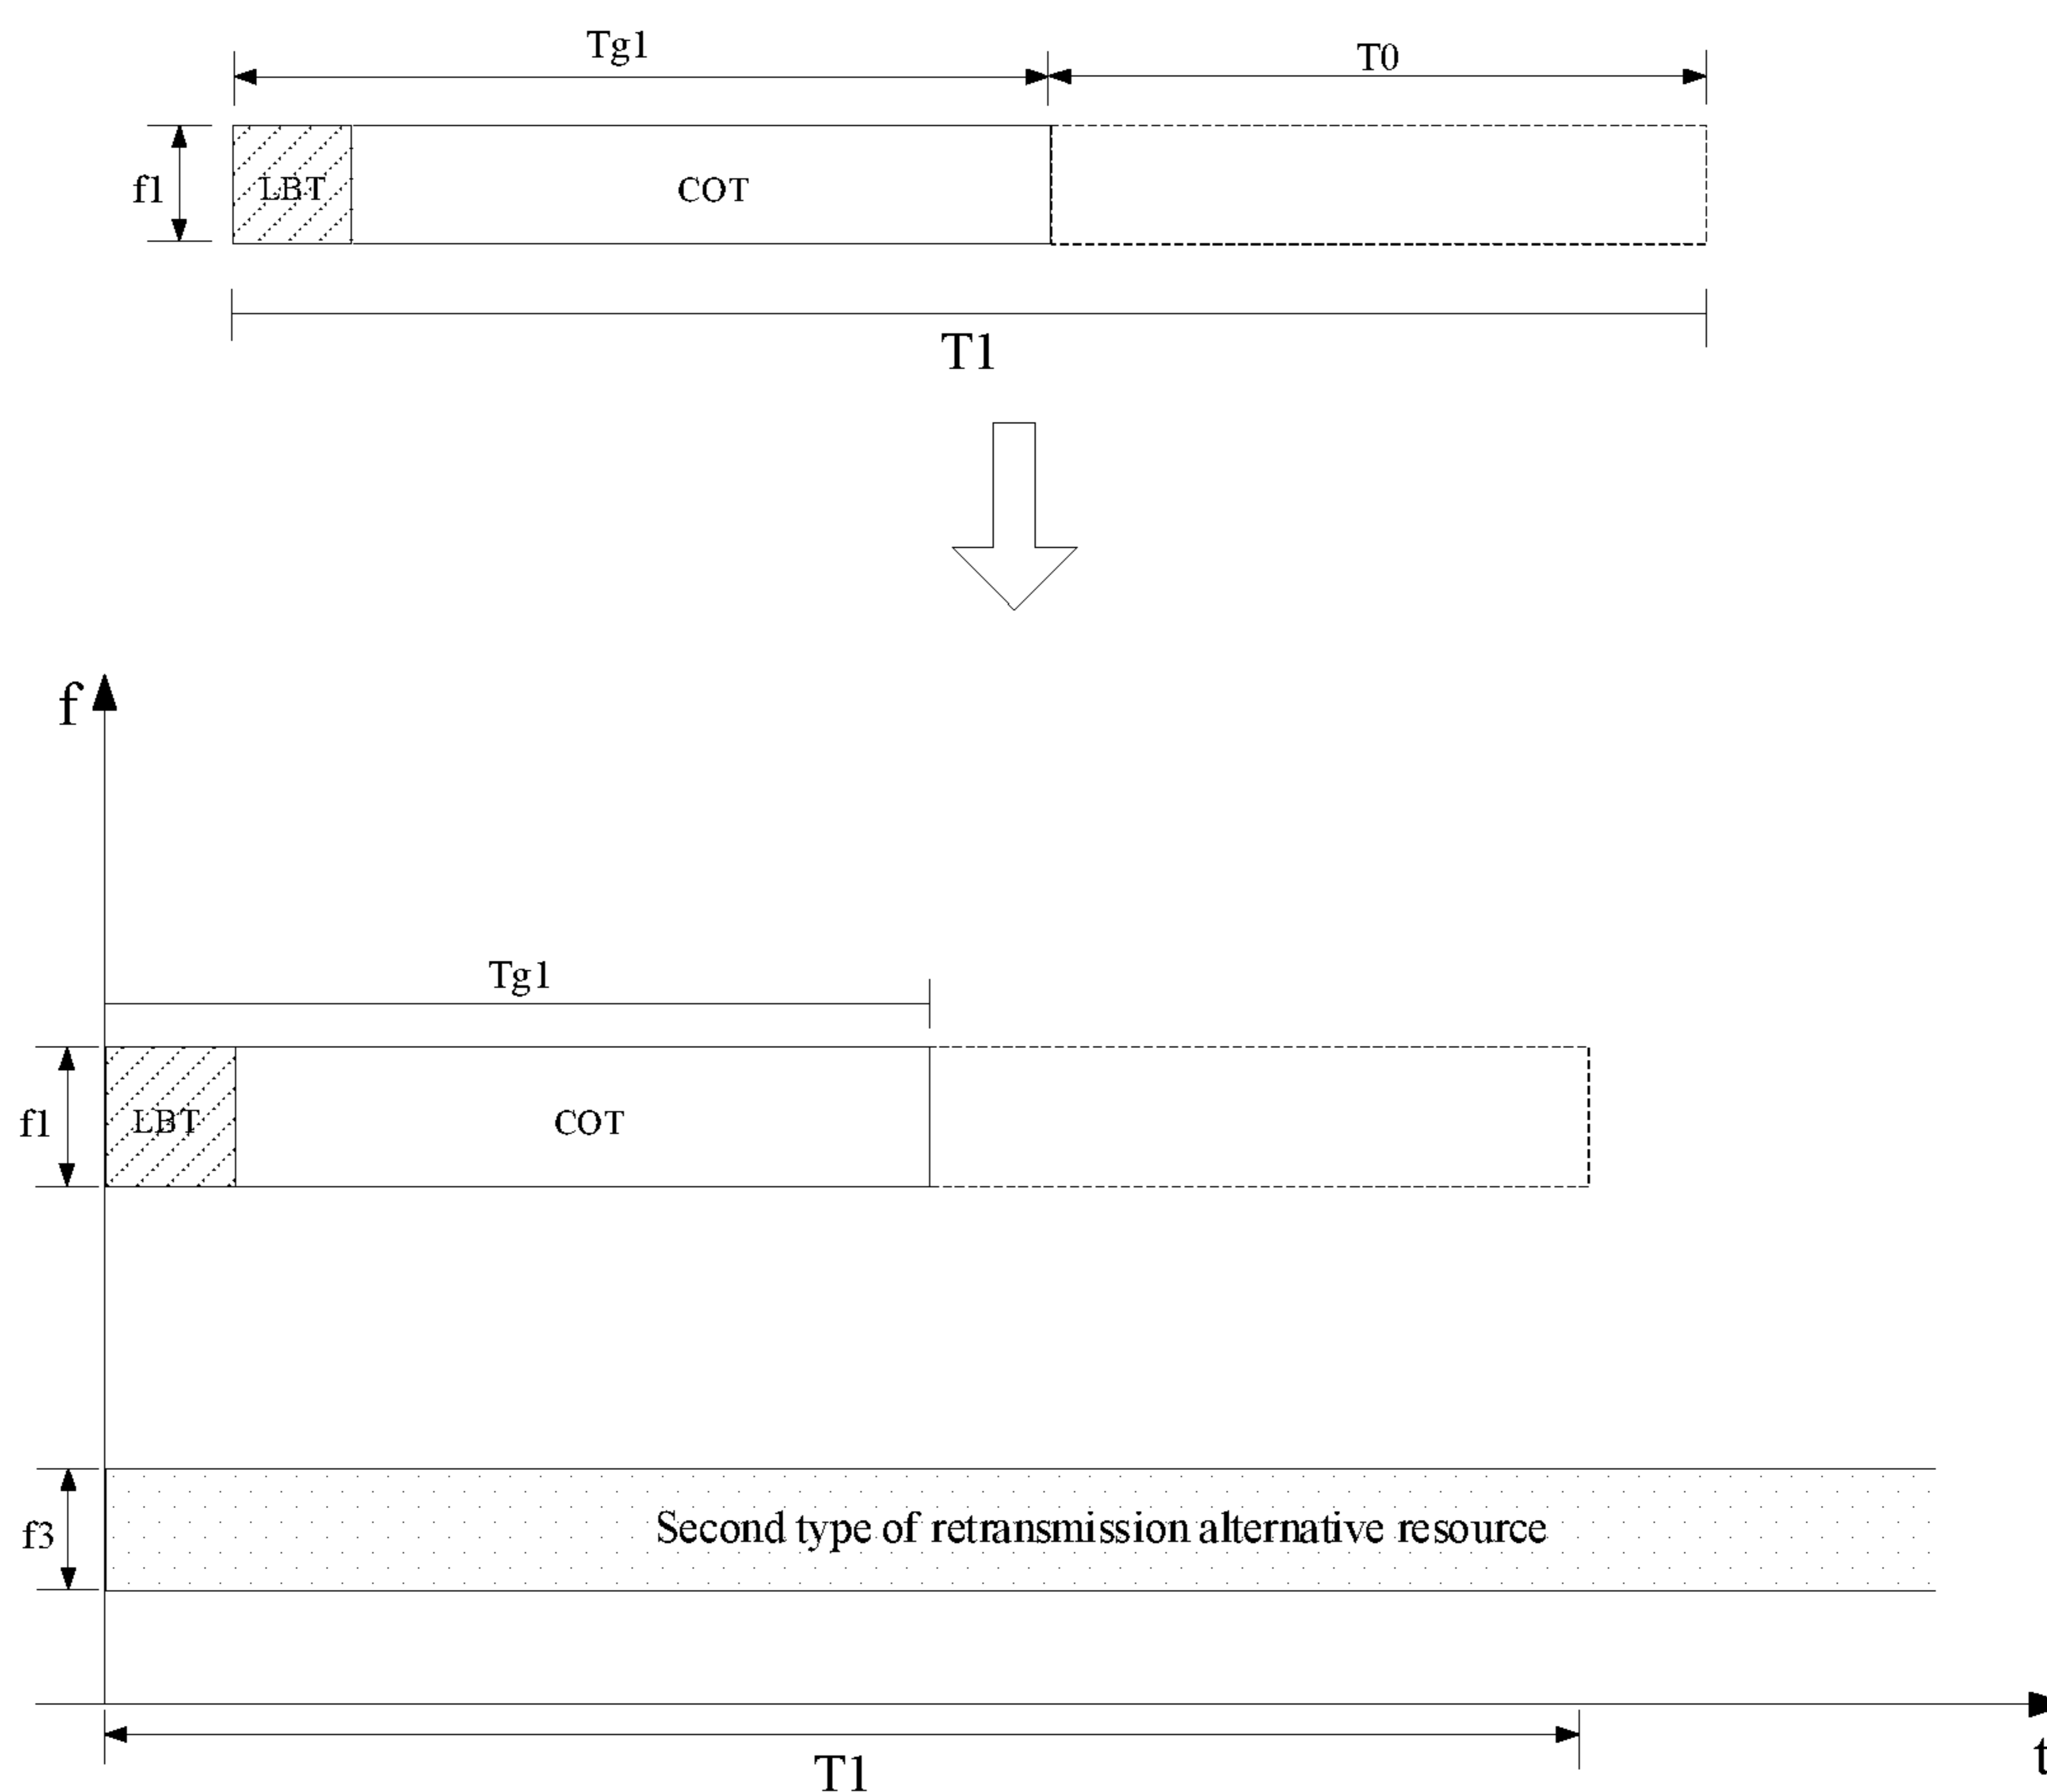 Tg1
T0
f1
LBT
COT
T1
f
Tg1
f1
LBT
COT
f3
Second type of retransmission alternative resource
t
T1